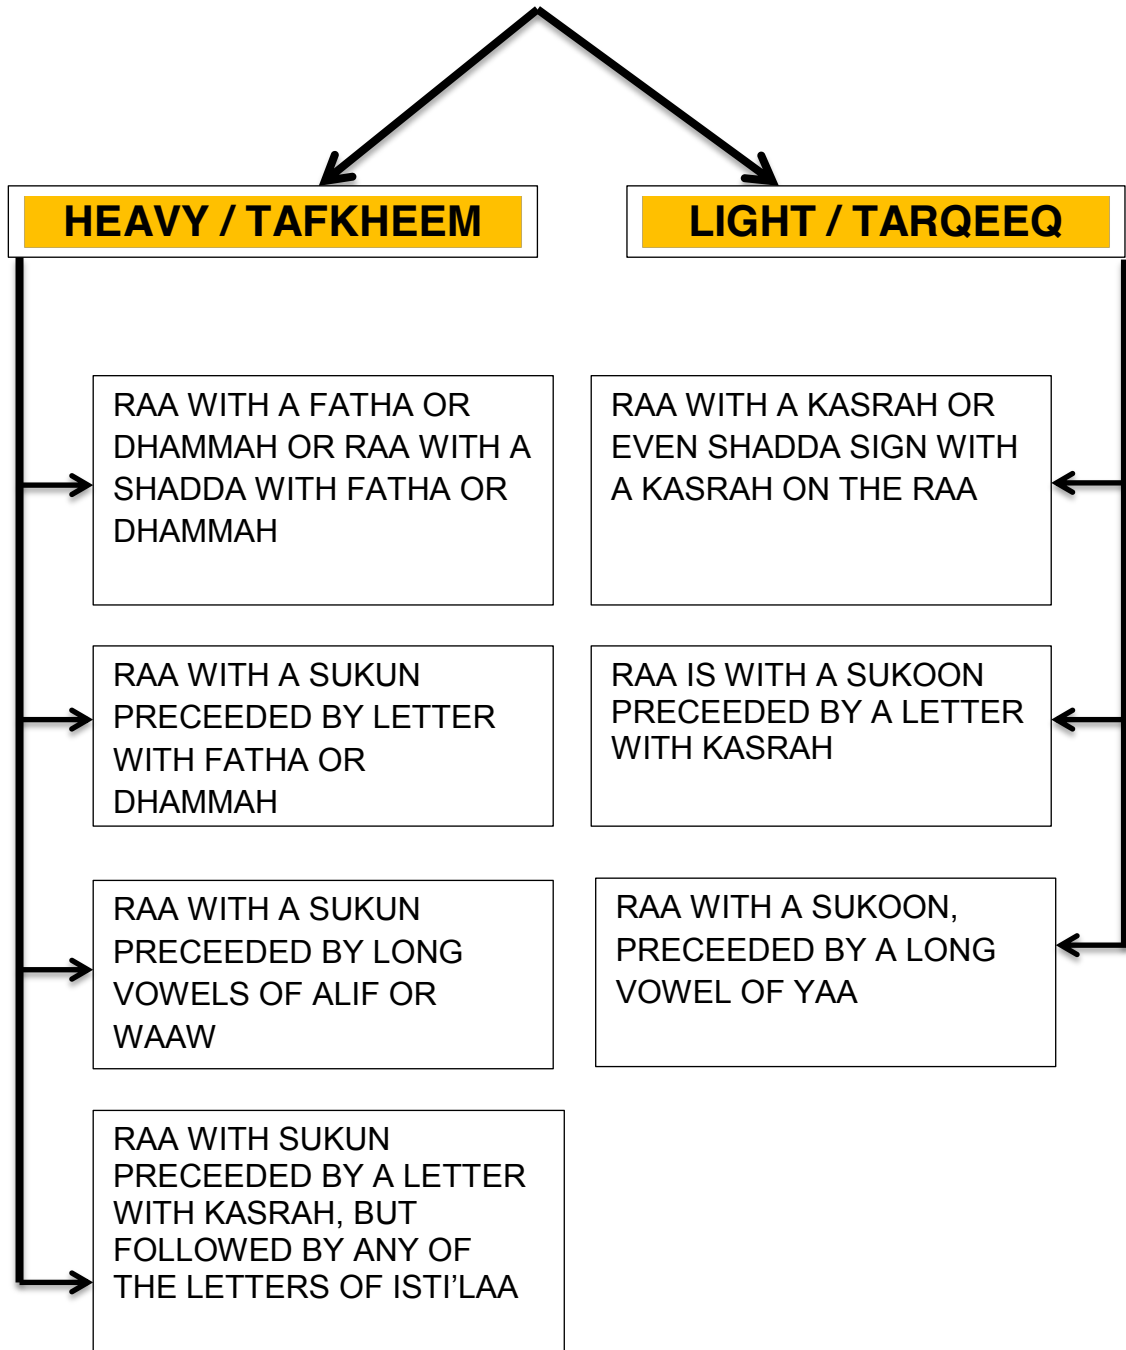 HEAVY / TAFKHEEM
RAA WITH A FATHA OR
DHAMMAH OR RAA WITH A
SHADDA WITH FATHA OR
DHAMMAH
RAA WITH A SUKUN
PRECEEDED BY LETTER
WITH FATHA OR
DHAMMAH
RAA WITH A SUKUN
PRECEEDED BY LONG
VOWELS OF ALIF OR
WAAW
RAA WITH SUKUN
PRECEEDED BY A LETTER
WITH KASRAH, BUT
FOLLOWED BY ANY OF
THE LETTERS OF ISTI’LAA
LIGHT / TARQEEQ
RAA WITH A KASRAH OR
EVEN SHADDA SIGN WITH
A KASRAH ON THE RAA
RAA IS WITH A SUKOON
PRECEEDED BY A LETTER
WITH KASRAH
RAA WITH A SUKOON,
PRECEEDED BY A LONG
VOWEL OF YAA